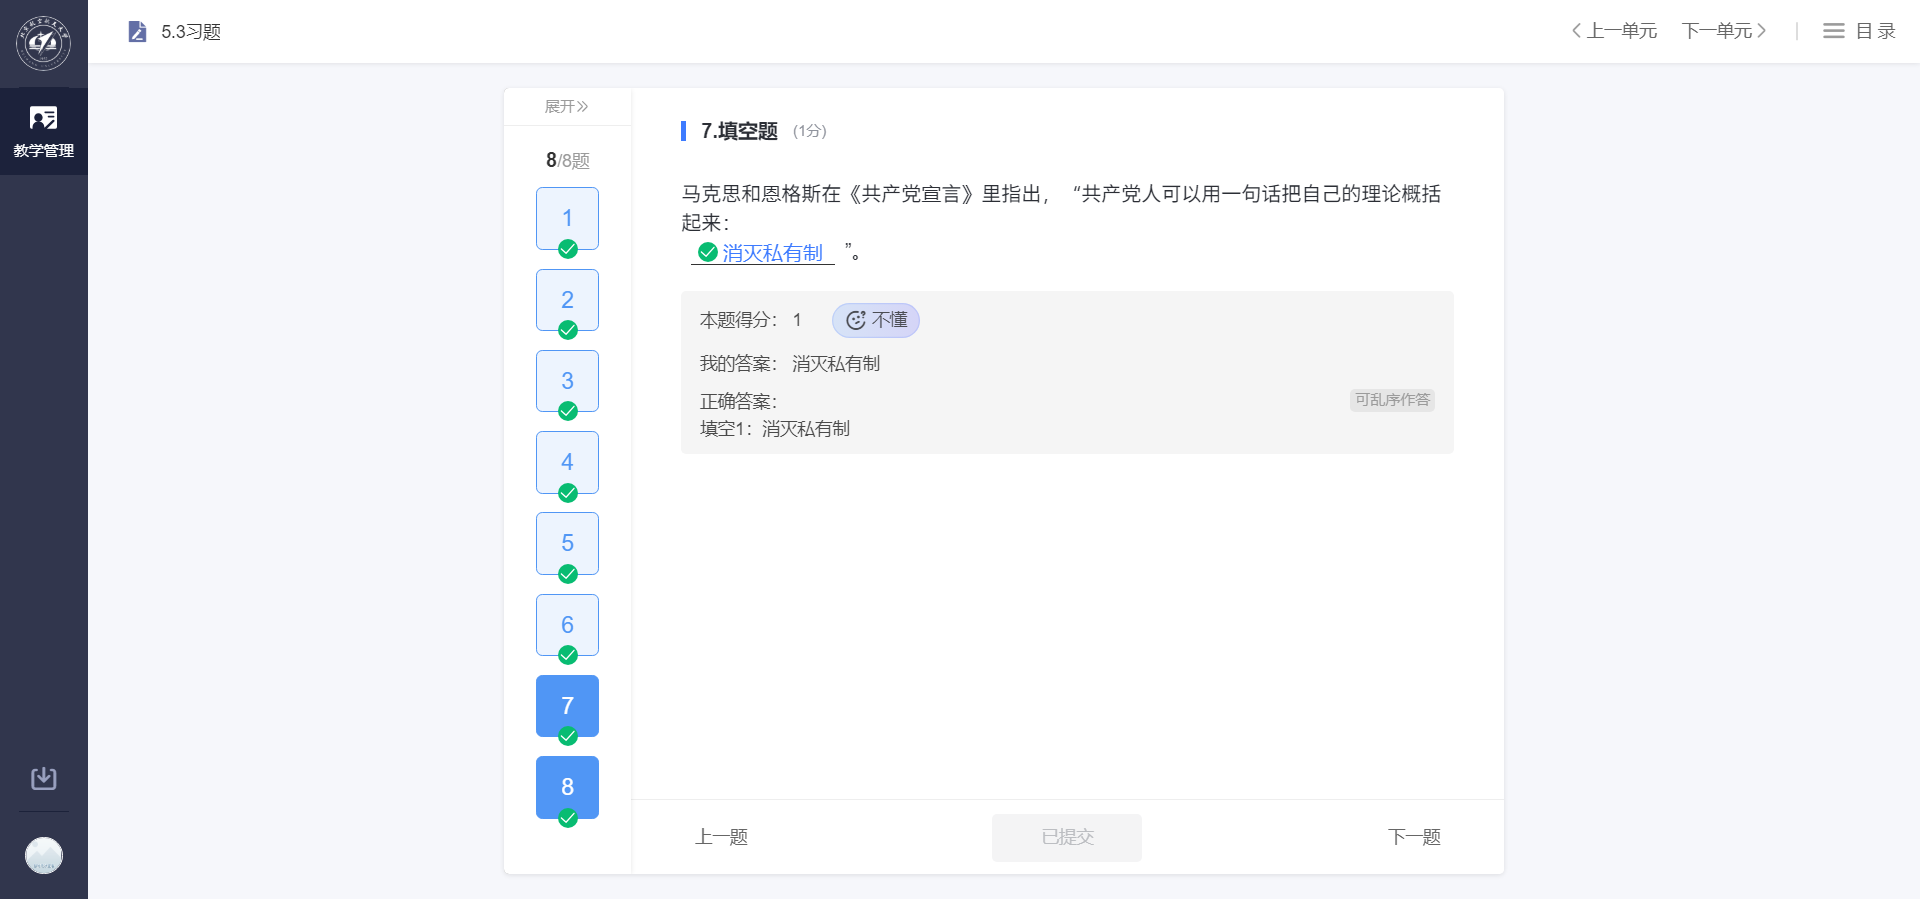 5.3习题
上一单元
下一单元
目录
教学管理
展开
8/8题
1
2
3
4
5
6
7
8
7.填空题 (1分)
马克思和恩格斯在《共产党宣言》里指出，“共产党人可以用一句话把自己的理论概括
起来：
消灭私有制 ”。
本题得分： 1 不懂
我的答案： 消灭私有制
正确答案：
可乱序作答
填空1：消灭私有制
上一题
已提交
下一题